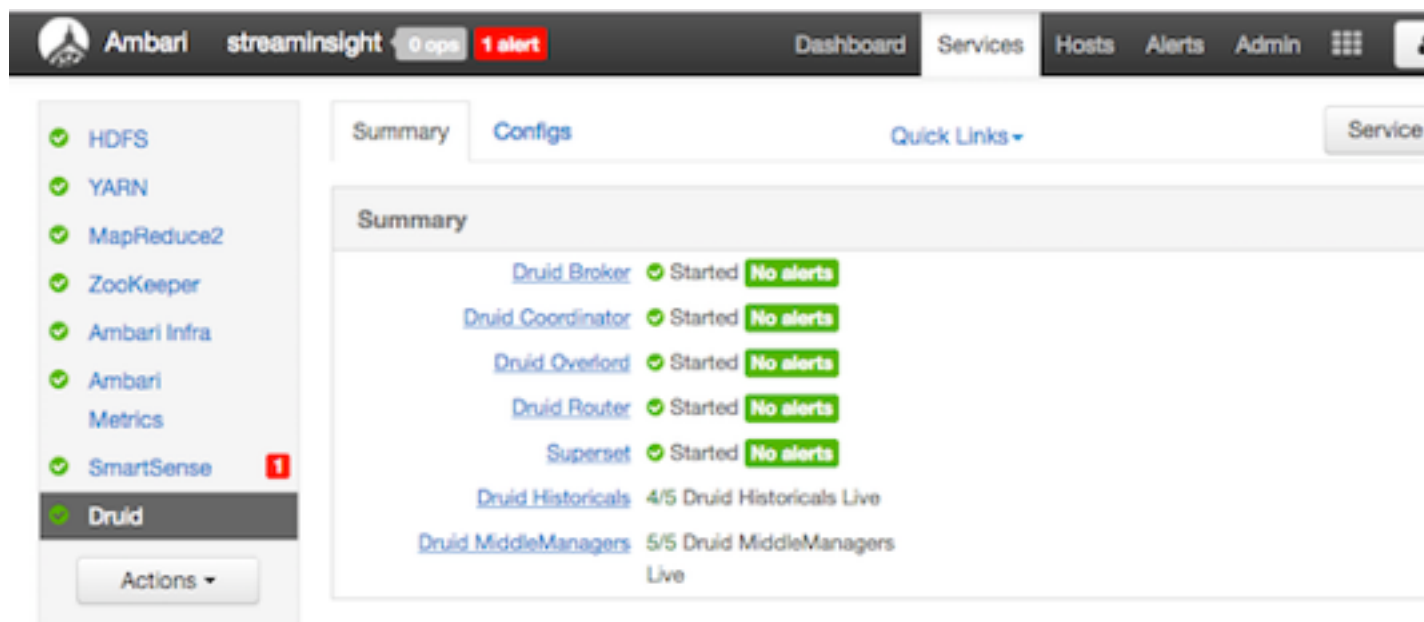 Ambari streaminsight 0 ops 1 alert Dashboard Services Hosts Alerts Admin
Summary Configs Quick Links Service
HDFS
YARN
MapReduce2
ZooKeeper
Ambari Infra
Ambari
Metrics
SmartSense 1
Druid
Actions
Summary
Druid Broker Started No alerts
Druid Coordinator Started No alerts
Druid Overlord Started No alerts
Druid Router Started No alerts
Superset Started No alerts
Druid Historicals 4/5 Druid Historicals Live
Druid MiddleManagers 5/5 Druid MiddleManagers
Live